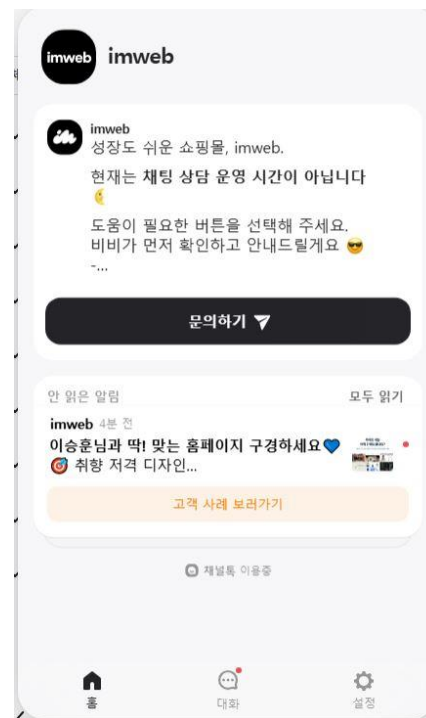 imweb
imweb
imweb
성장도 쉬운 쇼핑몰, imweb.
현재는 채팅 상담 운영 시간이 아닙니다
🌜
도움이 필요한 버튼을 선택해 주세요.
비비가 먼저 확인하고 안내드릴게요 😎
-...
문의하기
안 읽은 알림
모두 읽기
imweb 4분 전
이승훈님과 딱! 맞는 홈페이지 구경하세요💙
🎯 취향 저격 디자인...
고객 사례 보러가기
채널톡 이용중
홈
대화
설정